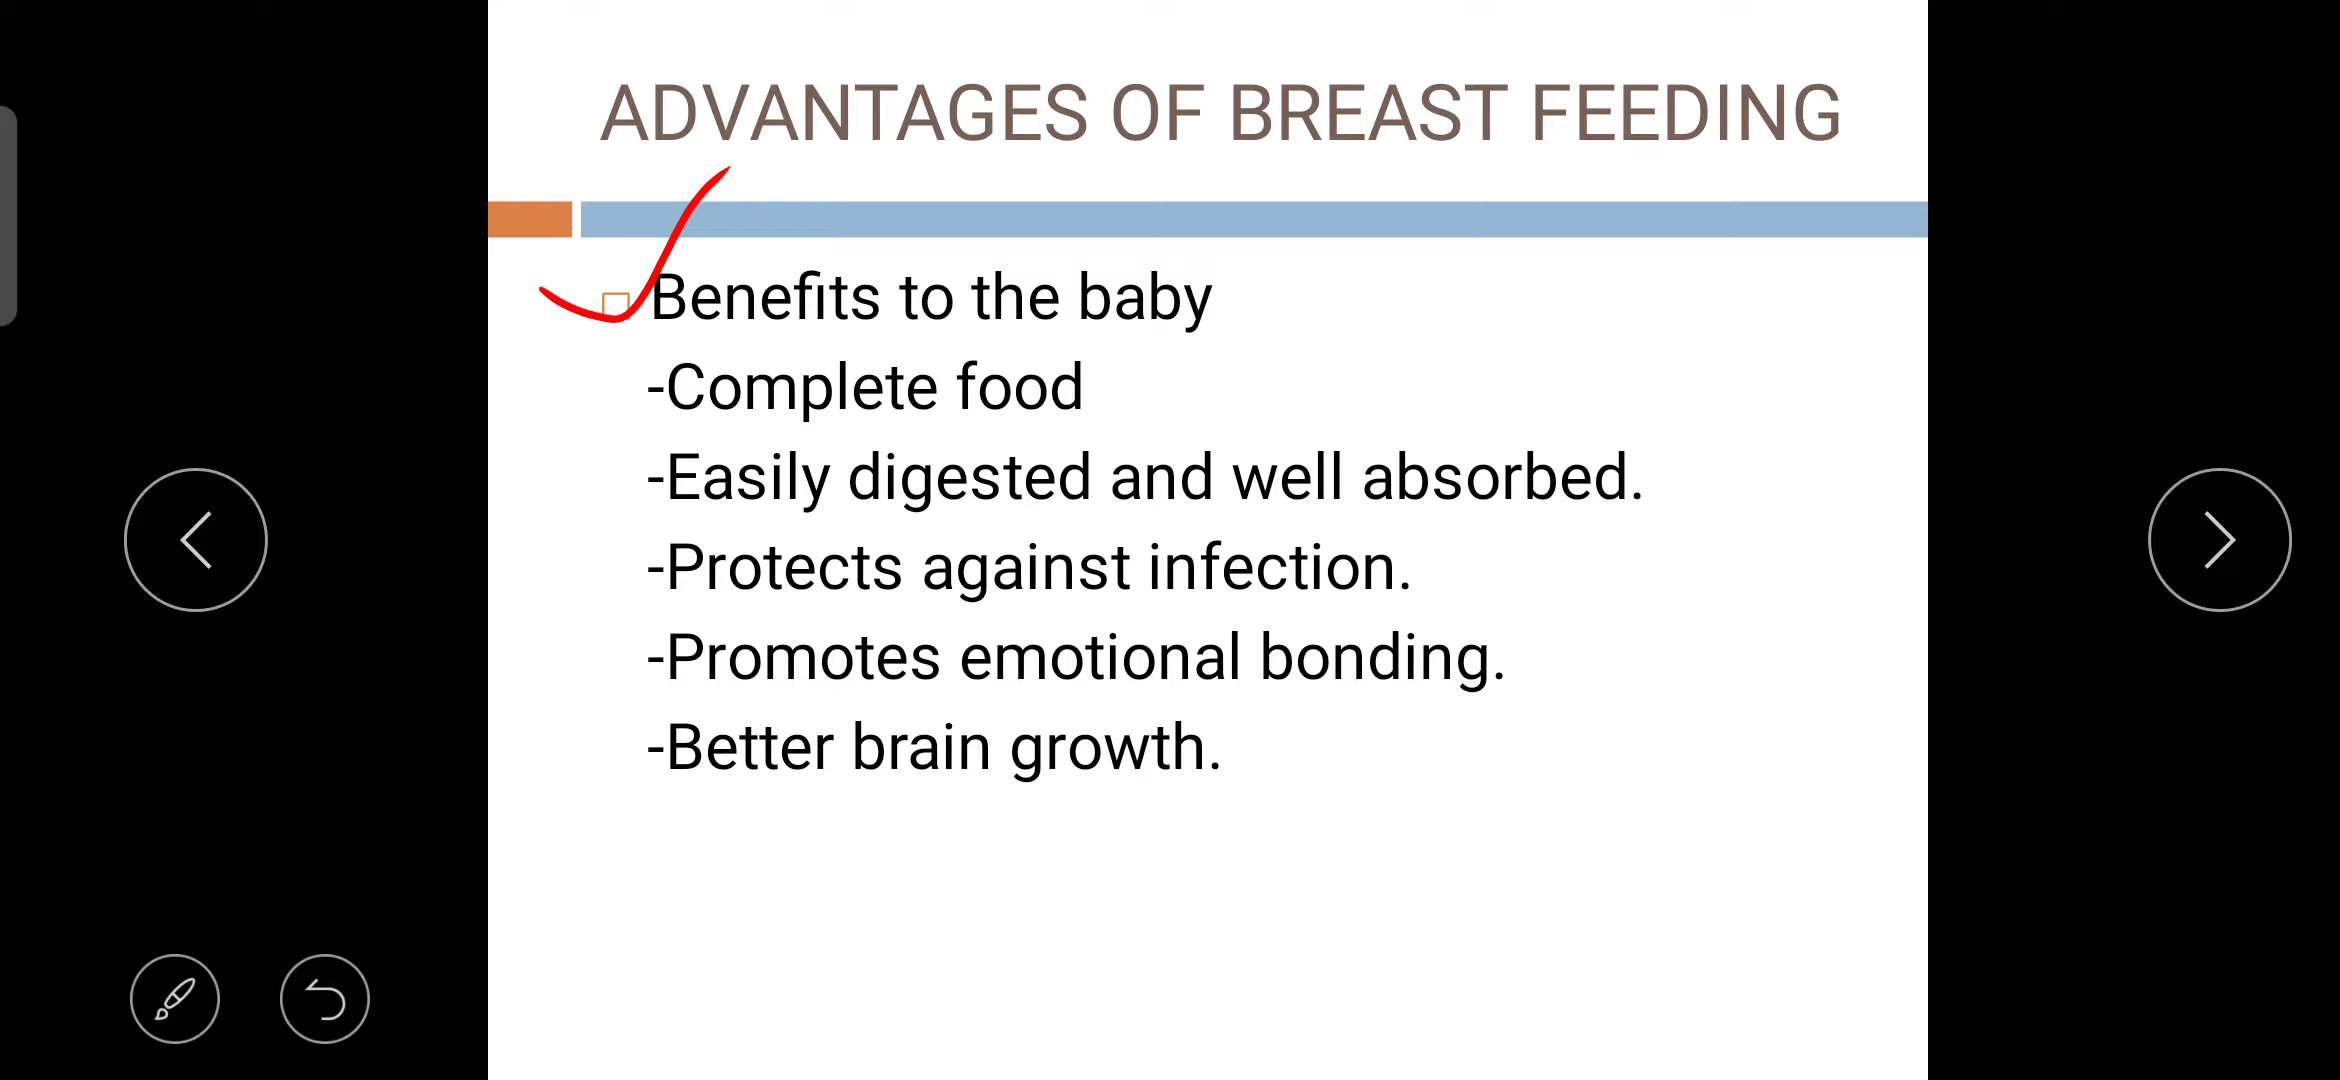 ADVANTAGES OF BREAST FEEDING
Benefits to the baby
-Complete food
-Easily digested and well absorbed.
-Protects against infection.
-Promotes emotional bonding.
-Better brain growth.